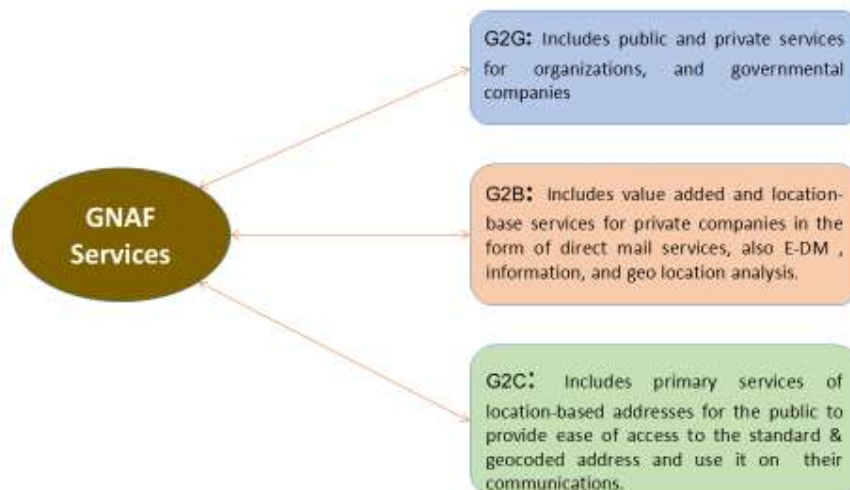 GNAF
Services
G2G: Includes public and private services
for organizations, and governmental
companies
G2B: Includes value added and location-
base services for private companies in the
form of direct mail services, also E-DM ,
information, and geo location analysis.
G2C: Includes primary services of
location-based addresses for the public to
provide ease of access to the standard &
geocoded address and use it on their
communications.